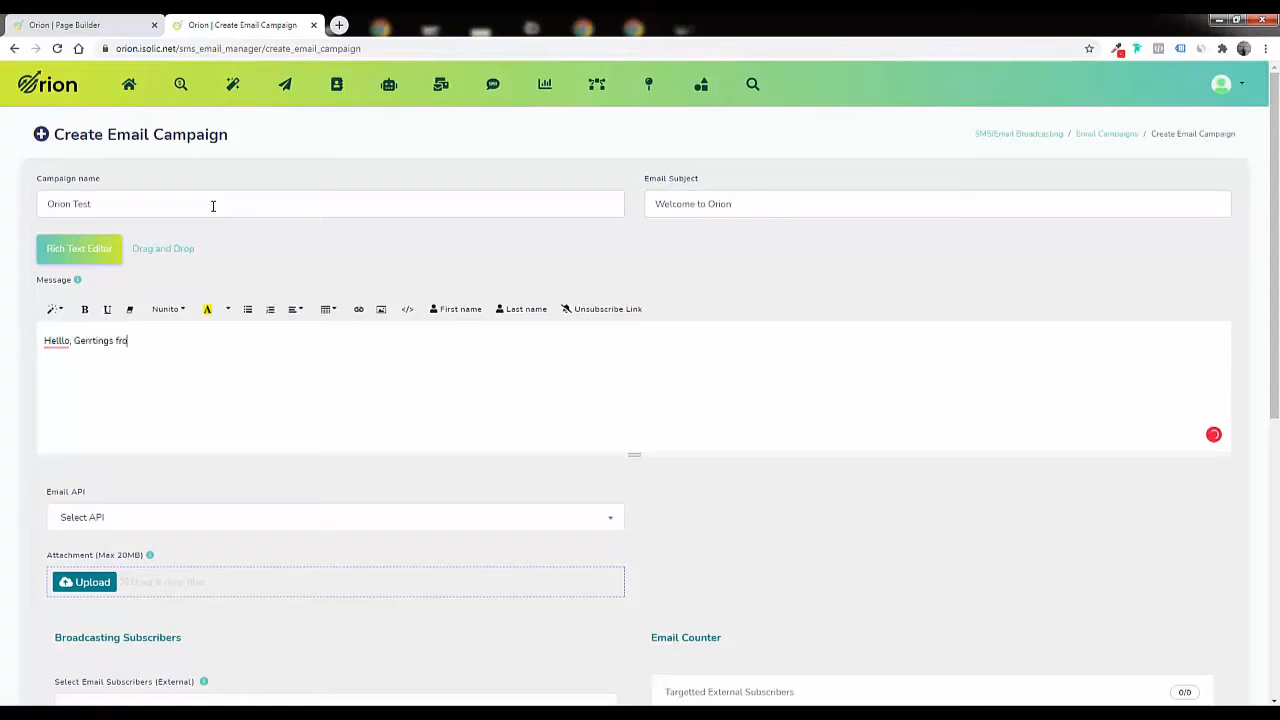 Orion | Page Builder
Orion | Create Email Campaign
orion.isolic.net/sms_email_manager/create_email_campaign
Orion
Create Email Campaign
SMS/Email Broadcasting / Email Campaigns / Create Email Campaign
Campaign name
Email Subject
Orion Test
Welcome to Orion
Rich Text Editor
Drag and Drop
Message
B U Nunito A First name Last name Unsubscribe Link
Helllo, Gerrtings fro
Email API
Select API
Attachment (Max 20MB)
Upload
Drag & drop files
Broadcasting Subscribers
Email Counter
Select Email Subscribers (External)
Targetted External Subscribers
0/0